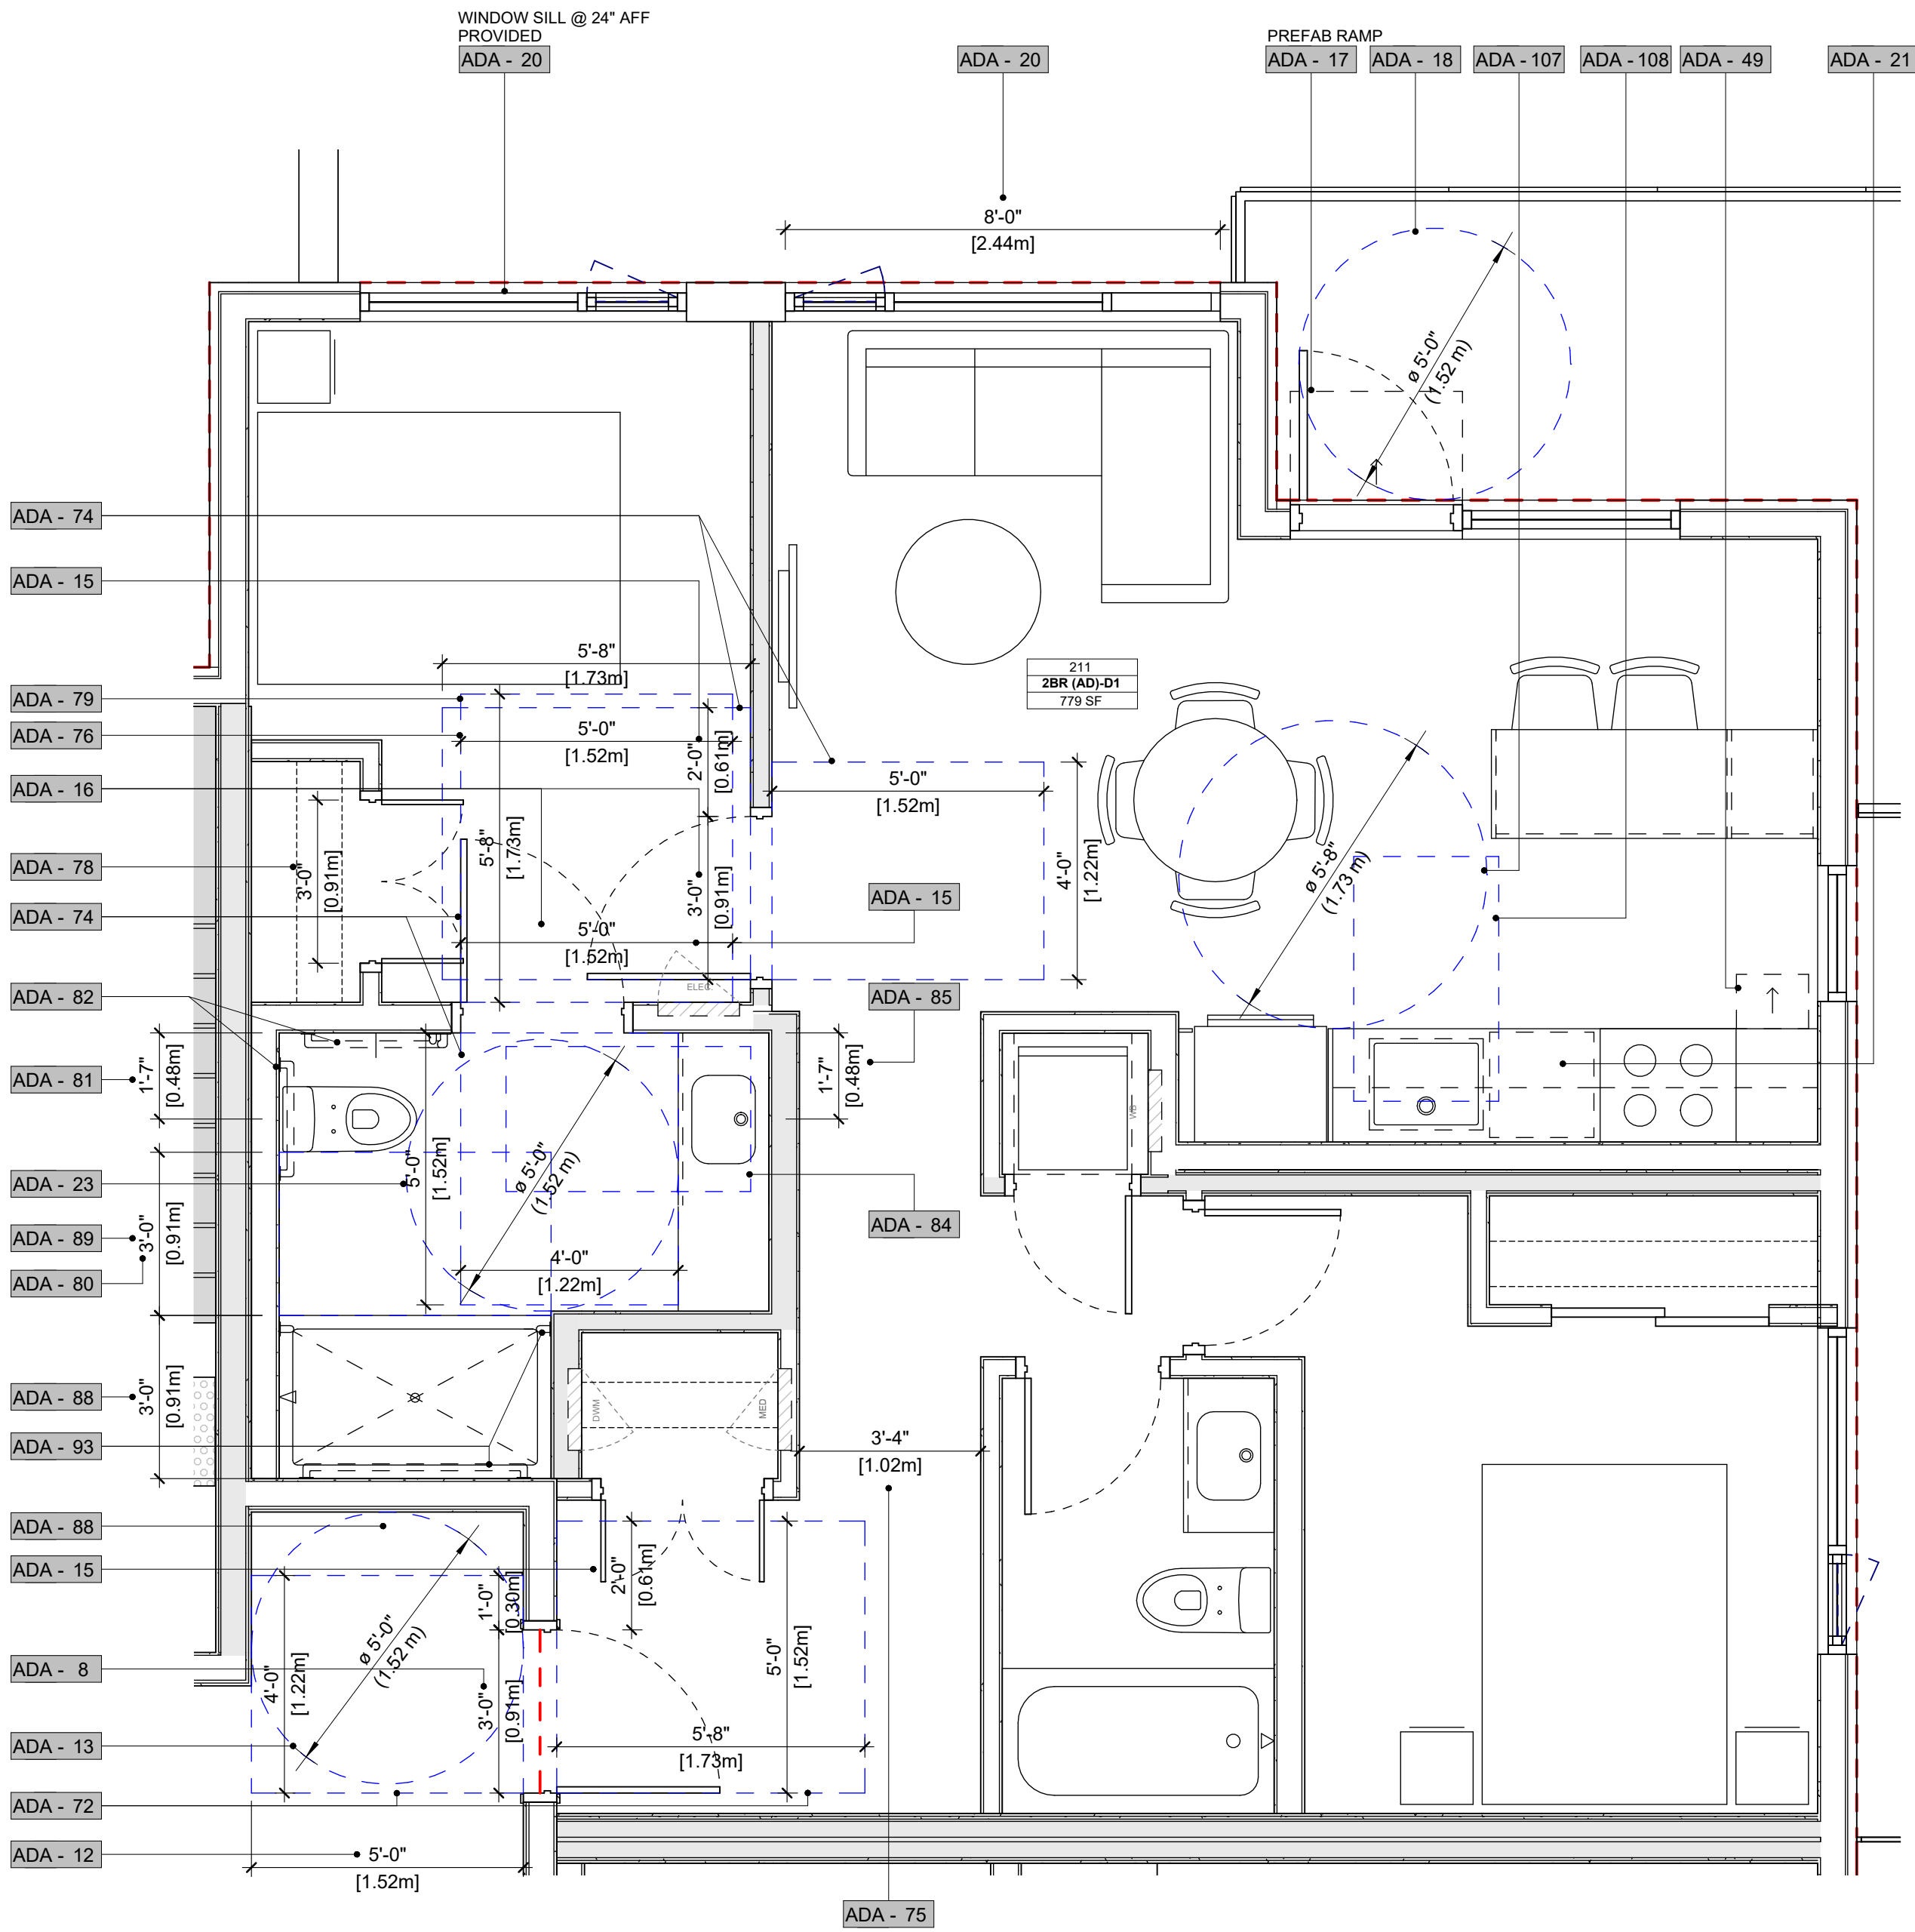 WINDOW SILL @ 24" AFF
PROVIDED
PREFAB RAMP
ADA - 20
ADA - 20
ADA - 17
ADA - 18
ADA - 107
ADA - 108
ADA - 49
ADA - 21
8'-0"
[2.44m]
ø 5'-0"
(1.52 m)
ADA - 74
ADA - 15
5'-8"
[1.73m]
211
2BR (AD)-D1
779 SF
ADA - 79
ADA - 76
5'-0"
[1.52m]
2'-0"
[0.61m]
ADA - 16
5'-0"
[1.52m]
5'-8"
[1.73m]
4'-0"
[1.22m]
ø 5'-8"
(1.73 m)
ADA - 78
3'-0"
[0.91m]
3'-0"
[0.91m]
ADA - 15
ADA - 74
5'-0"
[1.52m]
ELEC.
ADA - 82
ADA - 85
ADA - 81
1'-7"
[0.48m]
1'-7"
[0.48m]
WB
5'-0"
[1.52m]
ø 5'-0"
(1.52 m)
ADA - 23
ADA - 84
ADA - 89
3'-0"
[0.91m]
ADA - 80
4'-0"
[1.22m]
ADA - 88
3'-0"
[0.91m]
DWM
MED
ADA - 93
3'-4"
[1.02m]
ADA - 88
ADA - 15
2'-0"
[0.61m]
1'-0"
[0.30m]
ø 5'-0"
(1.52 m)
ADA - 8
4'-0"
[1.22m]
3'-0"
[0.91m]
5'-0"
[1.52m]
ADA - 13
5'-8"
[1.73m]
ADA - 72
ADA - 12
5'-0"
[1.52m]
ADA - 75